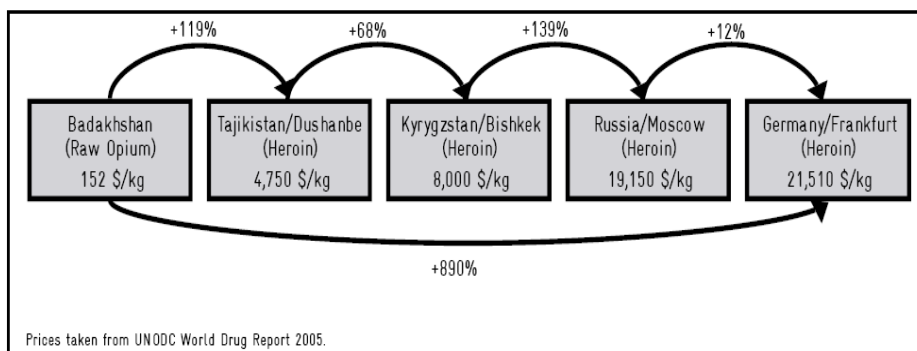 +119%
+68%
+139%
+12%
Badakhshan
(Raw Opium)
152 $/kg
Tajikistan/Dushanbe
(Heroin)
4,750 $/kg
Kyrygzstan/Bishkek
(Heroin)
8,000 $/kg
Russia/Moscow
(Heroin)
19,150 $/kg
Germany/Frankfurt
(Heroin)
21,510 $/kg
+890%
Prices taken from UNODC World Drug Report 2005.